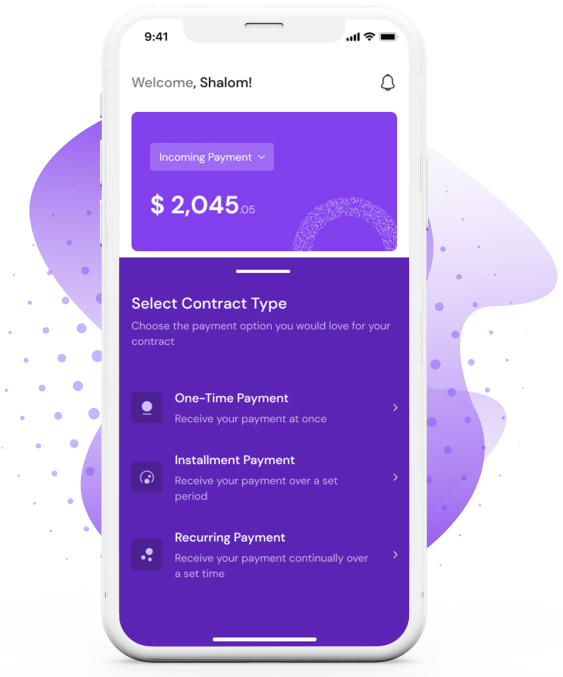 9:41
Welcome, Shalom!
Incoming Payment
$ 2,045.05
Select Contract Type
Choose the payment option you would love for your
contract
One-Time Payment
Receive your payment at once
Installment Payment
Receive your payment over a set
period
Recurring Payment
Receive your payment continually over
a set time